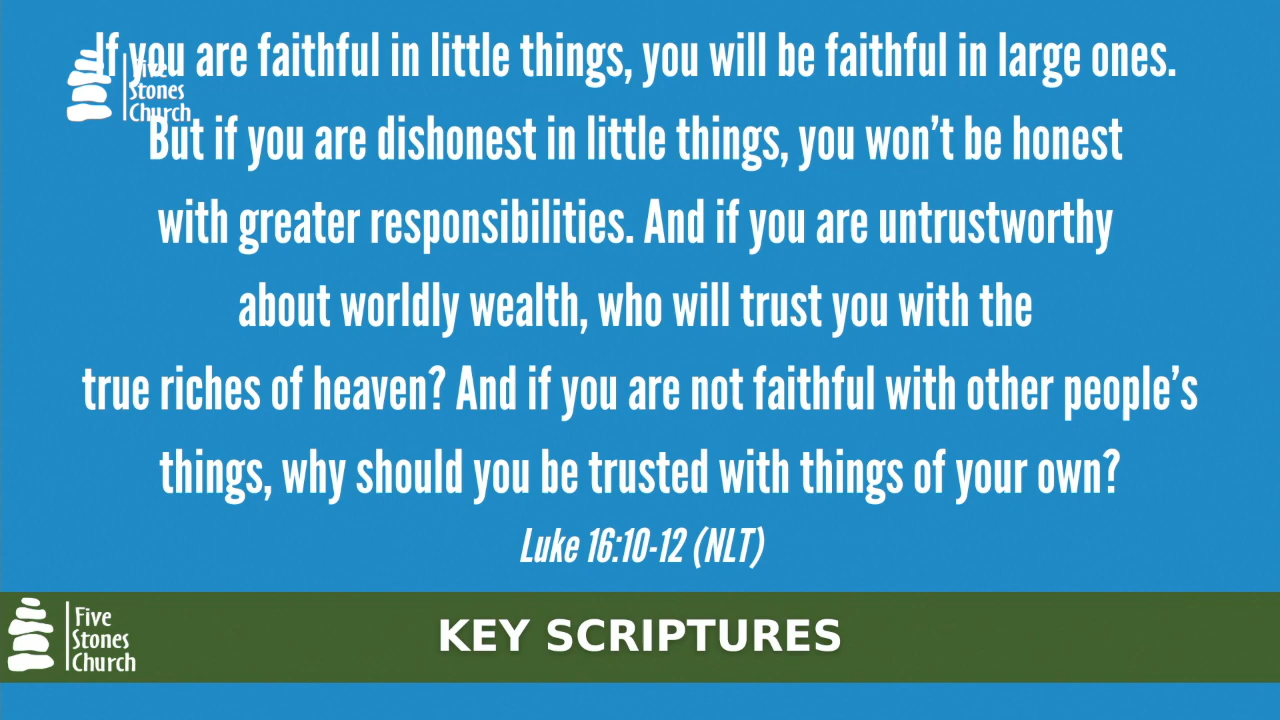 If you are faithful in little things, you will be faithful in large ones.
Five
Stones
Church
But if you are dishonest in little things, you won’t be honest
with greater responsibilities. And if you are untrustworthy
about worldly wealth, who will trust you with the
true riches of heaven? And if you are not faithful with other people’s
things, why should you be trusted with things of your own?
Luke 16:10-12 (NLT)
Five
Stones
Church
KEY SCRIPTURES